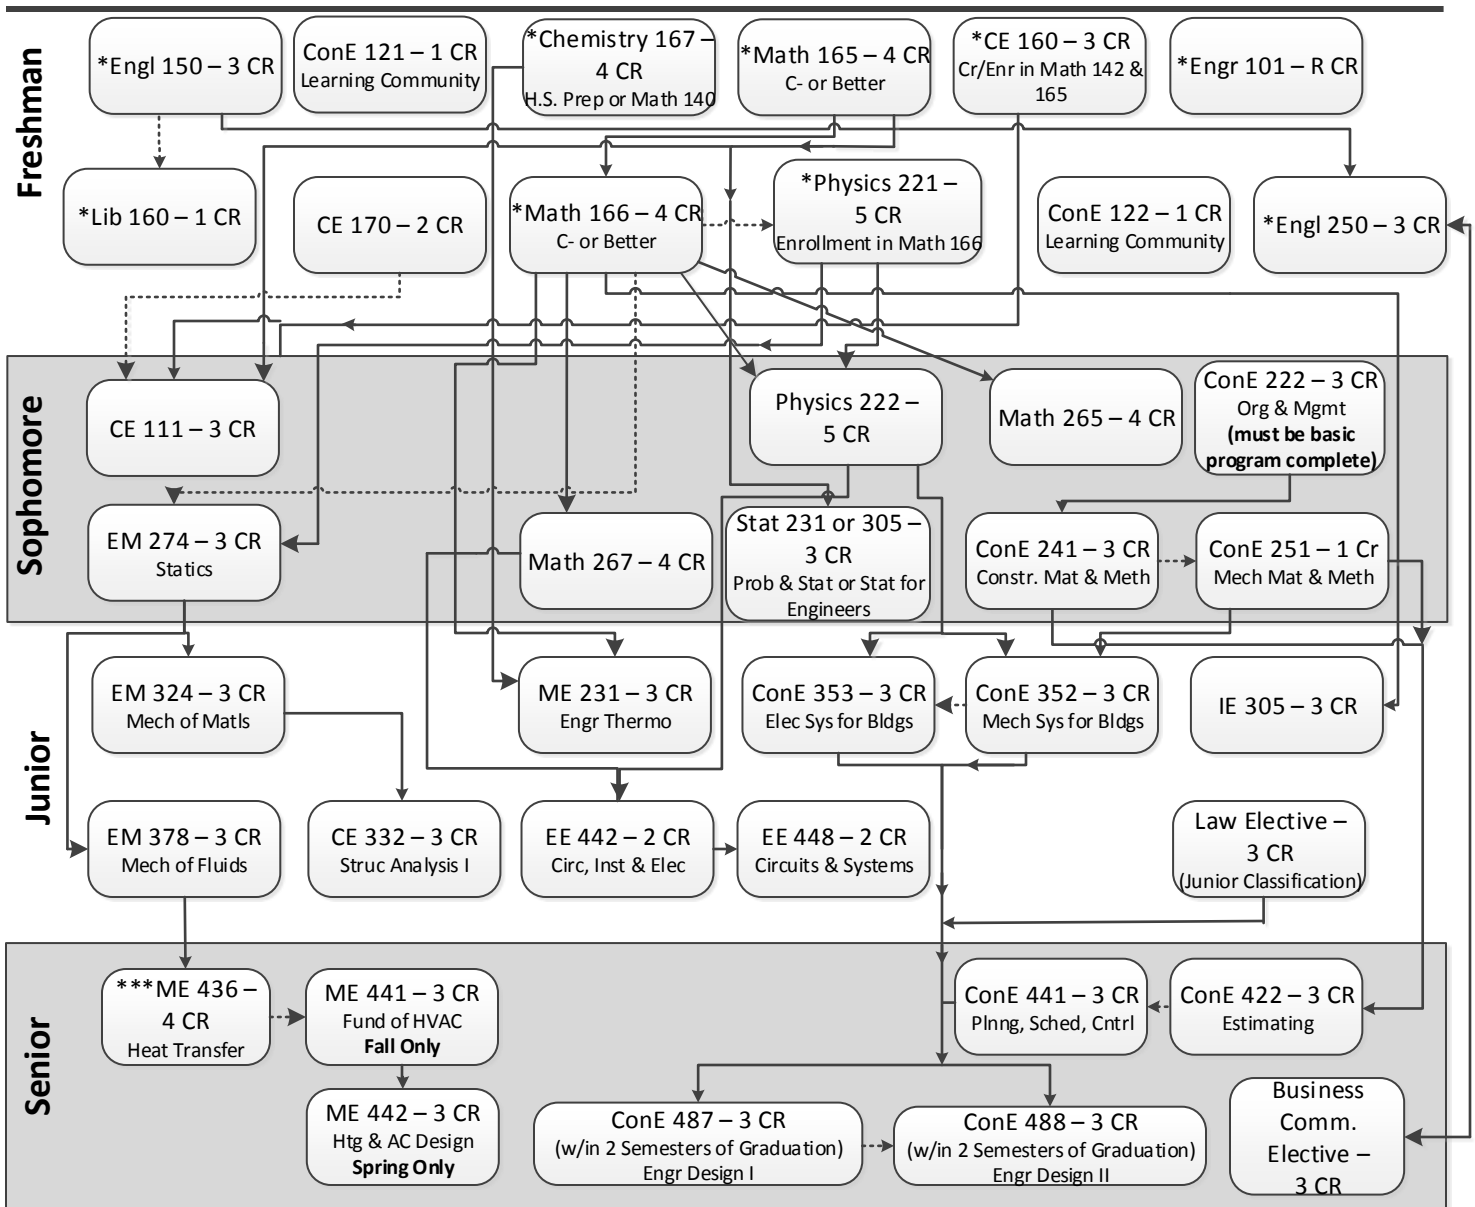 Freshman
*Engl 150 – 3 CR
ConE 121 – 1 CR
Learning Community
*Chemistry 167 –
4 CR
H.S. Prep or Math 140
*Math 165 – 4 CR
C- or Better
*CE 160 – 3 CR
Cr/Enr in Math 142 &
165
*Engr 101 – R CR
*Lib 160 – 1 CR
CE 170 – 2 CR
*Math 166 – 4 CR
C- or Better
*Physics 221 –
5 CR
Enrollment in Math 166
ConE 122 – 1 CR
Learning Community
*Engl 250 – 3 CR
Sophomore
CE 111 – 3 CR
Physics 222 –
5 CR
Math 265 – 4 CR
ConE 222 – 3 CR
Org & Mgmt
(must be basic
program complete)
EM 274 – 3 CR
Statics
Math 267 – 4 CR
Stat 231 or 305 –
3 CR
Prob & Stat or Stat for
Engineers
ConE 241 – 3 CR
Constr. Mat & Meth
ConE 251 – 1 Cr
Mech Mat & Meth
Junior
EM 324 – 3 CR
Mech of Matls
ME 231 – 3 CR
Engr Thermo
ConE 353 – 3 CR
Elec Sys for Bldgs
ConE 352 – 3 CR
Mech Sys for Bldgs
IE 305 – 3 CR
EM 378 – 3 CR
Mech of Fluids
CE 332 – 3 CR
Struc Analysis I
EE 442 – 2 CR
Circ, Inst & Elec
EE 448 – 2 CR
Circuits & Systems
Law Elective –
3 CR
(Junior Classification)
Senior
***ME 436 –
4 CR
Heat Transfer
ME 441 – 3 CR
Fund of HVAC
Fall Only
ConE 441 – 3 CR
Plnng, Sched, Cntrl
ConE 422 – 3 CR
Estimating
ME 442 – 3 CR
Htg & AC Design
Spring Only
ConE 487 – 3 CR
(w/in 2 Semesters of Graduation)
Engr Design I
ConE 488 – 3 CR
(w/in 2 Semesters of Graduation)
Engr Design II
Business
Comm.
Elective –
3 CR